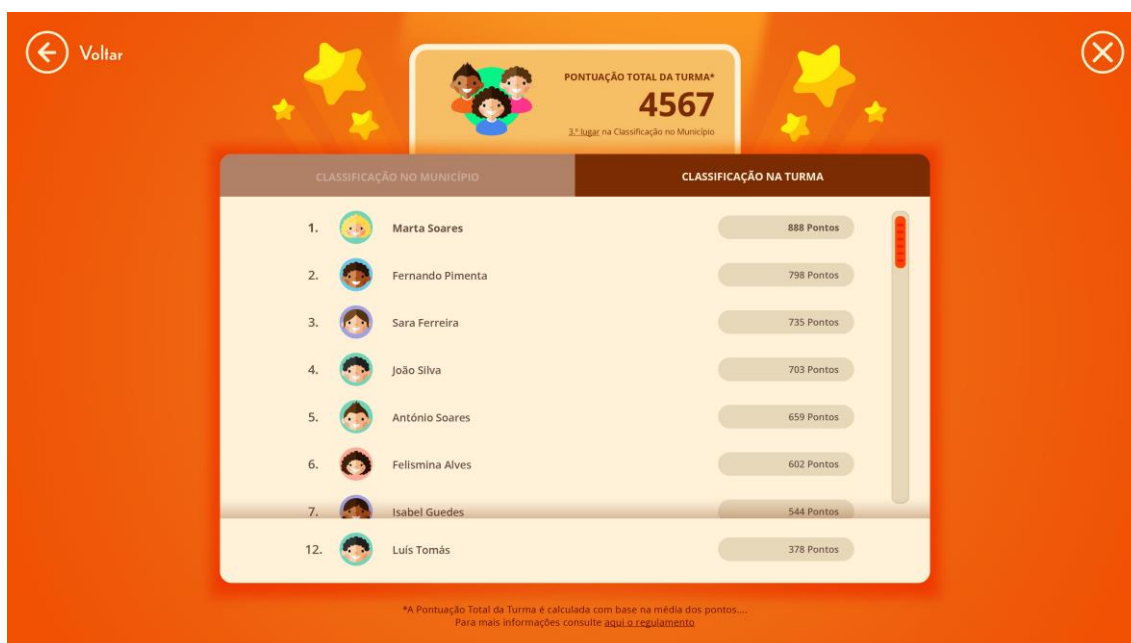 Voltar
PONTUAÇÃO TOTAL DA TURMA*
4567
3.º lugar na Classificação no Município
CLASSIFICAÇÃO NO MUNICÍPIO
CLASSIFICAÇÃO NA TURMA
1. Marta Soares 888 Pontos
2. Fernando Pimenta 798 Pontos
3. Sara Ferreira 735 Pontos
4. João Silva 703 Pontos
5. António Soares 659 Pontos
6. Felismina Alves 602 Pontos
7. Isabel Guedes 544 Pontos
12. Luís Tomás 378 Pontos
*A Pontuação Total da Turma é calculada com base na média dos pontos....
Para mais informações consulte aqui o regulamento